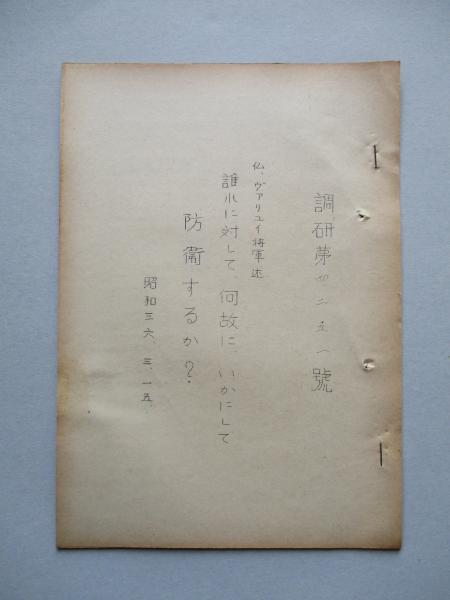 調研第四二五一號
仏、ヴァリユイ将軍述
誰れに対して、何故に、いかにして
防衛するか?
昭和三六、三、一五、